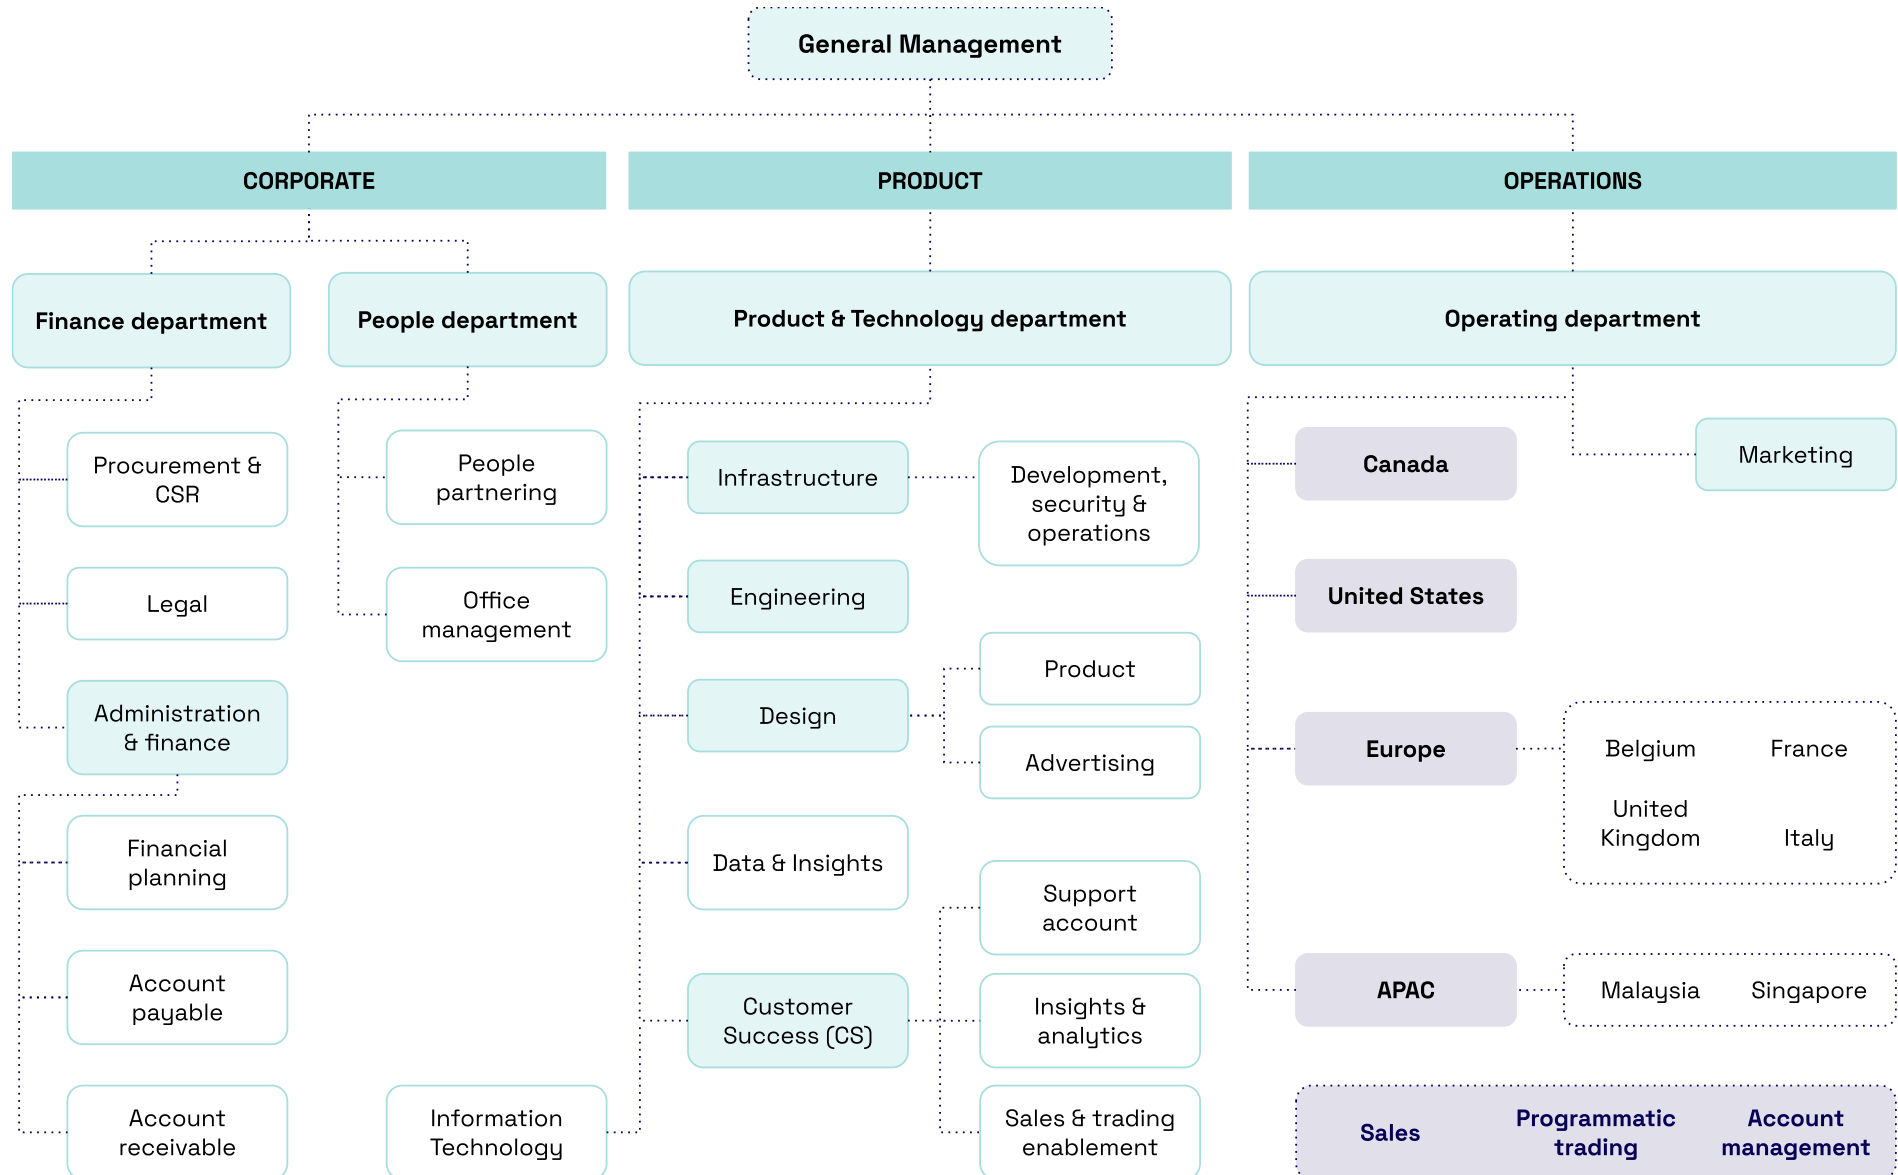 General Management
CORPORATE
PRODUCT
OPERATIONS
Finance department
People department
Product & Technology department
Operating department
Procurement &
CSR
Legal
Administration
& finance
Financial
planning
Account
payable
Account
receivable
People
partnering
Office
management
Information
Technology
Infrastructure
Development,
security &
operations
Engineering
Design
Product
Advertising
Data & Insights
Customer
Success (CS)
Support
account
Insights &
analytics
Sales & trading
enablement
Canada
Marketing
United States
Europe
Belgium
France
United
Kingdom
Italy
APAC
Malaysia
Singapore
Sales
Programmatic
trading
Account
management